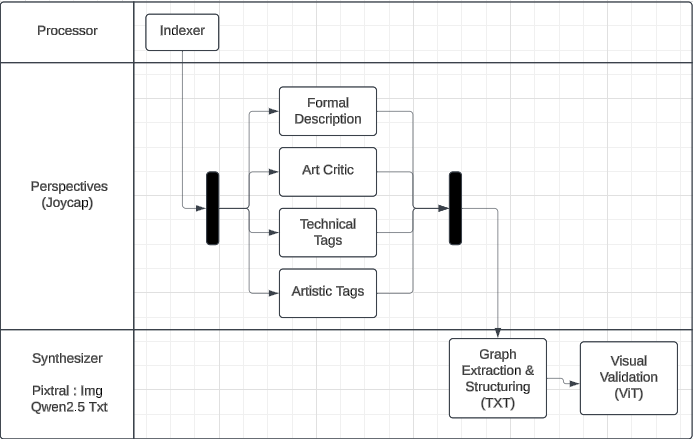 Processor
Indexer
Perspectives
(Joycap)
Formal
Description
Art Critic
Technical
Tags
Artistic Tags
Synthesizer
Pixtral : Img
Qwen2.5 Txt
Graph
Extraction &
Structuring
(TXT)
Visual
Validation
(ViT)